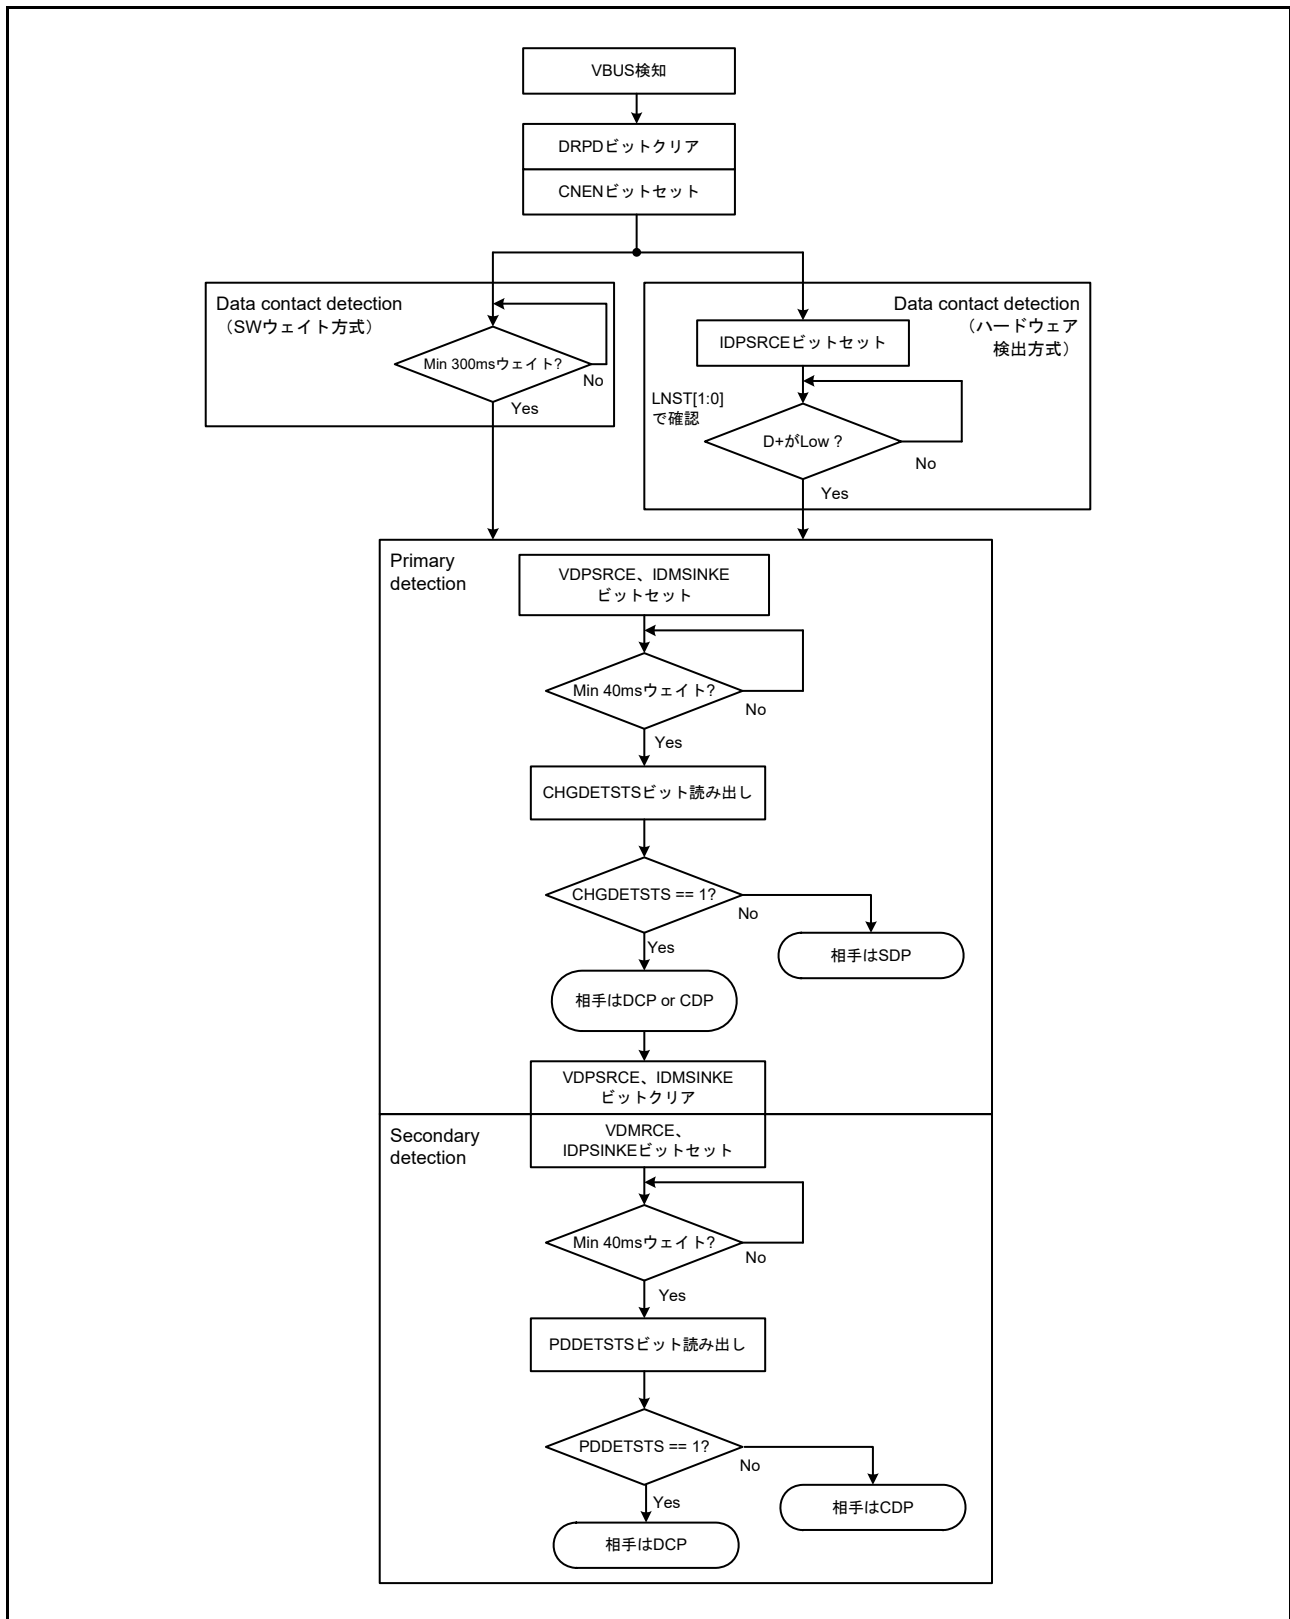 VBUS検知
DRPDビットクリア
CNENビットセット
Data contact detection
（SWウェイト方式）
Min 300msウェイト?
No
Yes
Data contact detection
（ハードウェア
検出方式）
IDPSRCEビットセット
LNST[1:0]
で確認
D+がLow ?
No
Yes
Primary
detection
VDPSRCE、IDMSINKE
ビットセット
Min 40msウェイト?
No
Yes
CHGDETSTSビット読み出し
CHGDETSTS == 1?
No
Yes
相手はSDP
相手はDCP or CDP
VDPSRCE、IDMSINKE
ビットクリア
Secondary
detection
VDMRCE、
IDPSINKEビットセット
Min 40msウェイト?
No
Yes
PDDETSTSビット読み出し
PDDETSTS == 1?
No
Yes
相手はCDP
相手はDCP